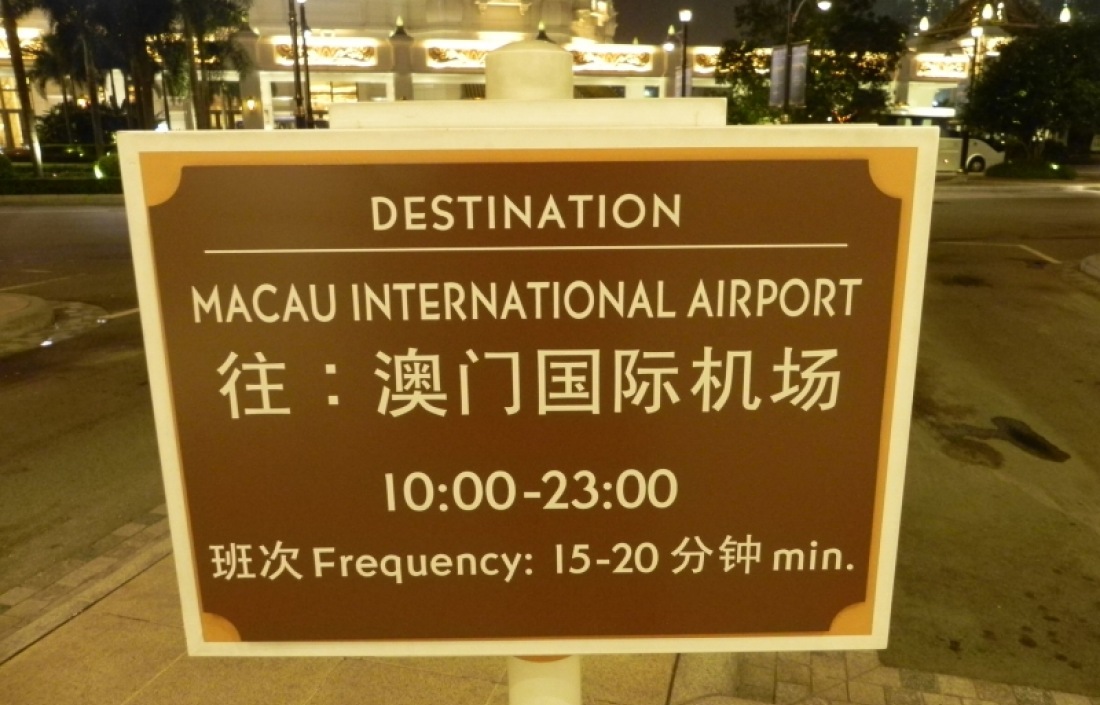 DESTINATION
MACAU INTERNATIONAL AIRPORT
往：澳门国际机场
10:00-23:00
班次 Frequency: 15-20 分钟 min.